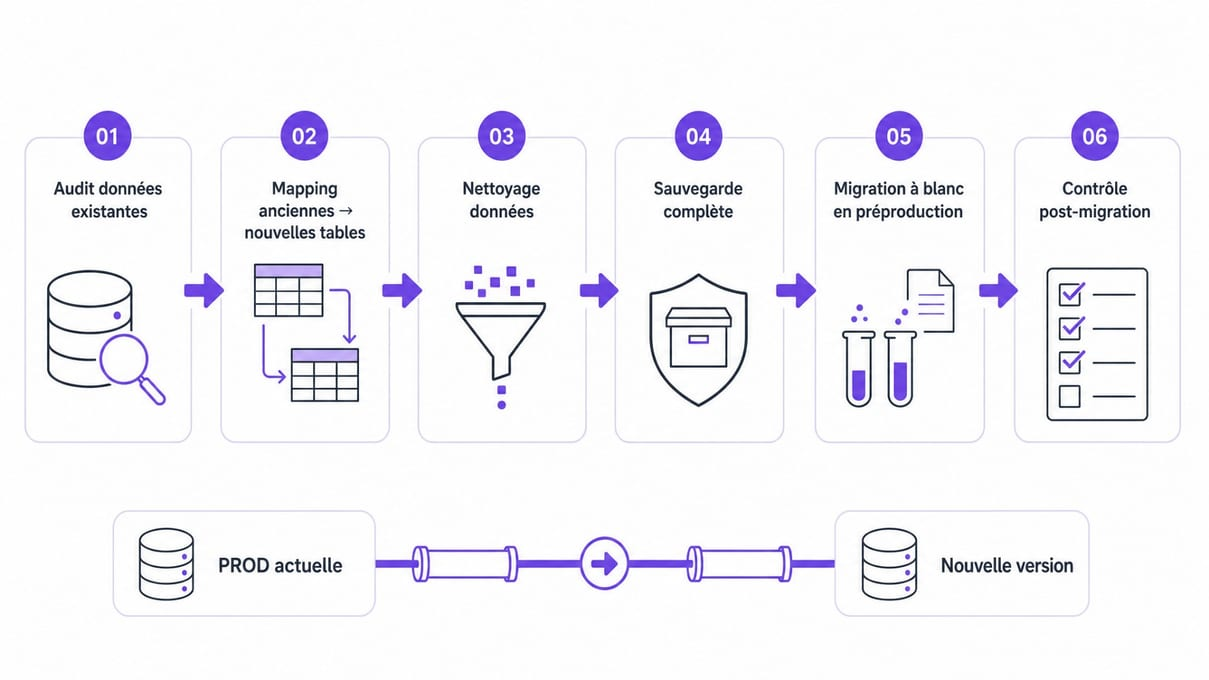 01
Audit données
existantes
02
Mapping
anciennes →
nouvelles tables
03
Nettoyage
données
04
Sauvegarde
complète
05
Migration à blanc
en préproduction
06
Contrôle
post-migration
PROD actuelle
Nouvelle version